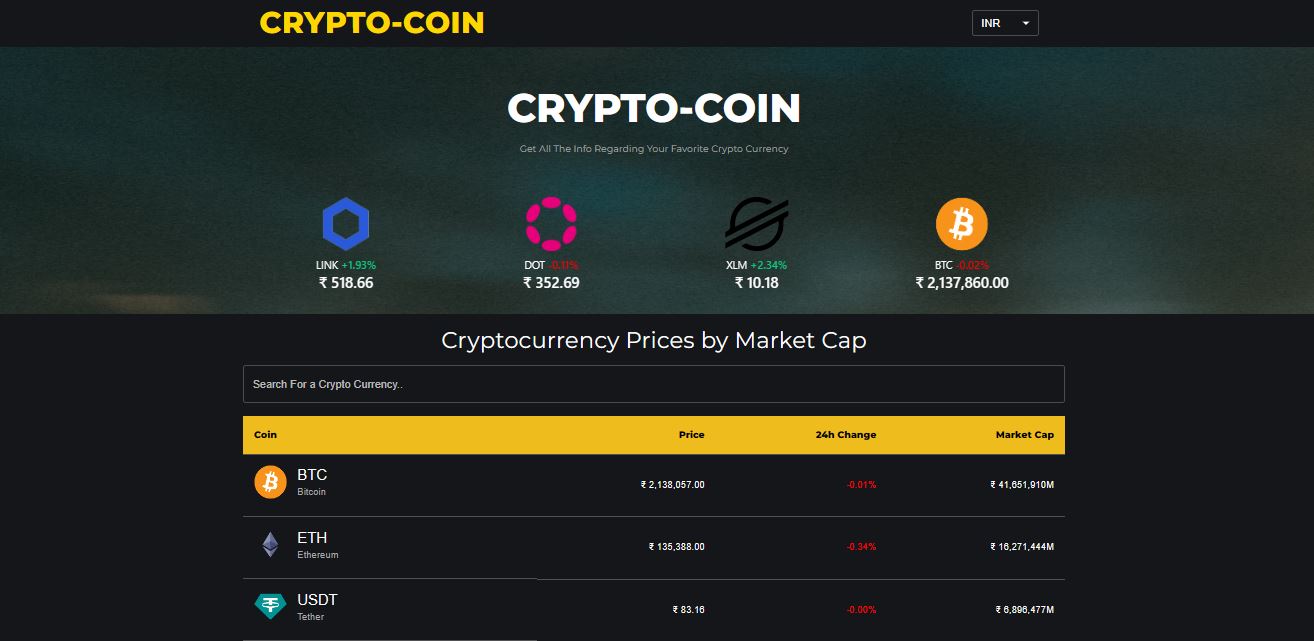 CRYPTO-COIN
INR
CRYPTO-COIN
Get All The Info Regarding Your Favorite Crypto Currency
LINK +1.93% DOT -0.11% XLM +2.34% BTC -0.02%
₹ 518.66 ₹ 352.69 ₹ 10.18 ₹ 2,137,860.00
Cryptocurrency Prices by Market Cap
Search For a Crypto Currency..
Coin Price 24h Change Market Cap
BTC
Bitcoin
₹ 2,138,057.00 -0.01% ₹ 41,651,910M
ETH
Ethereum
₹ 135,388.00 -0.34% ₹ 16,271,444M
USDT
Tether
₹ 83.16 -0.00% ₹ 6,896,477M